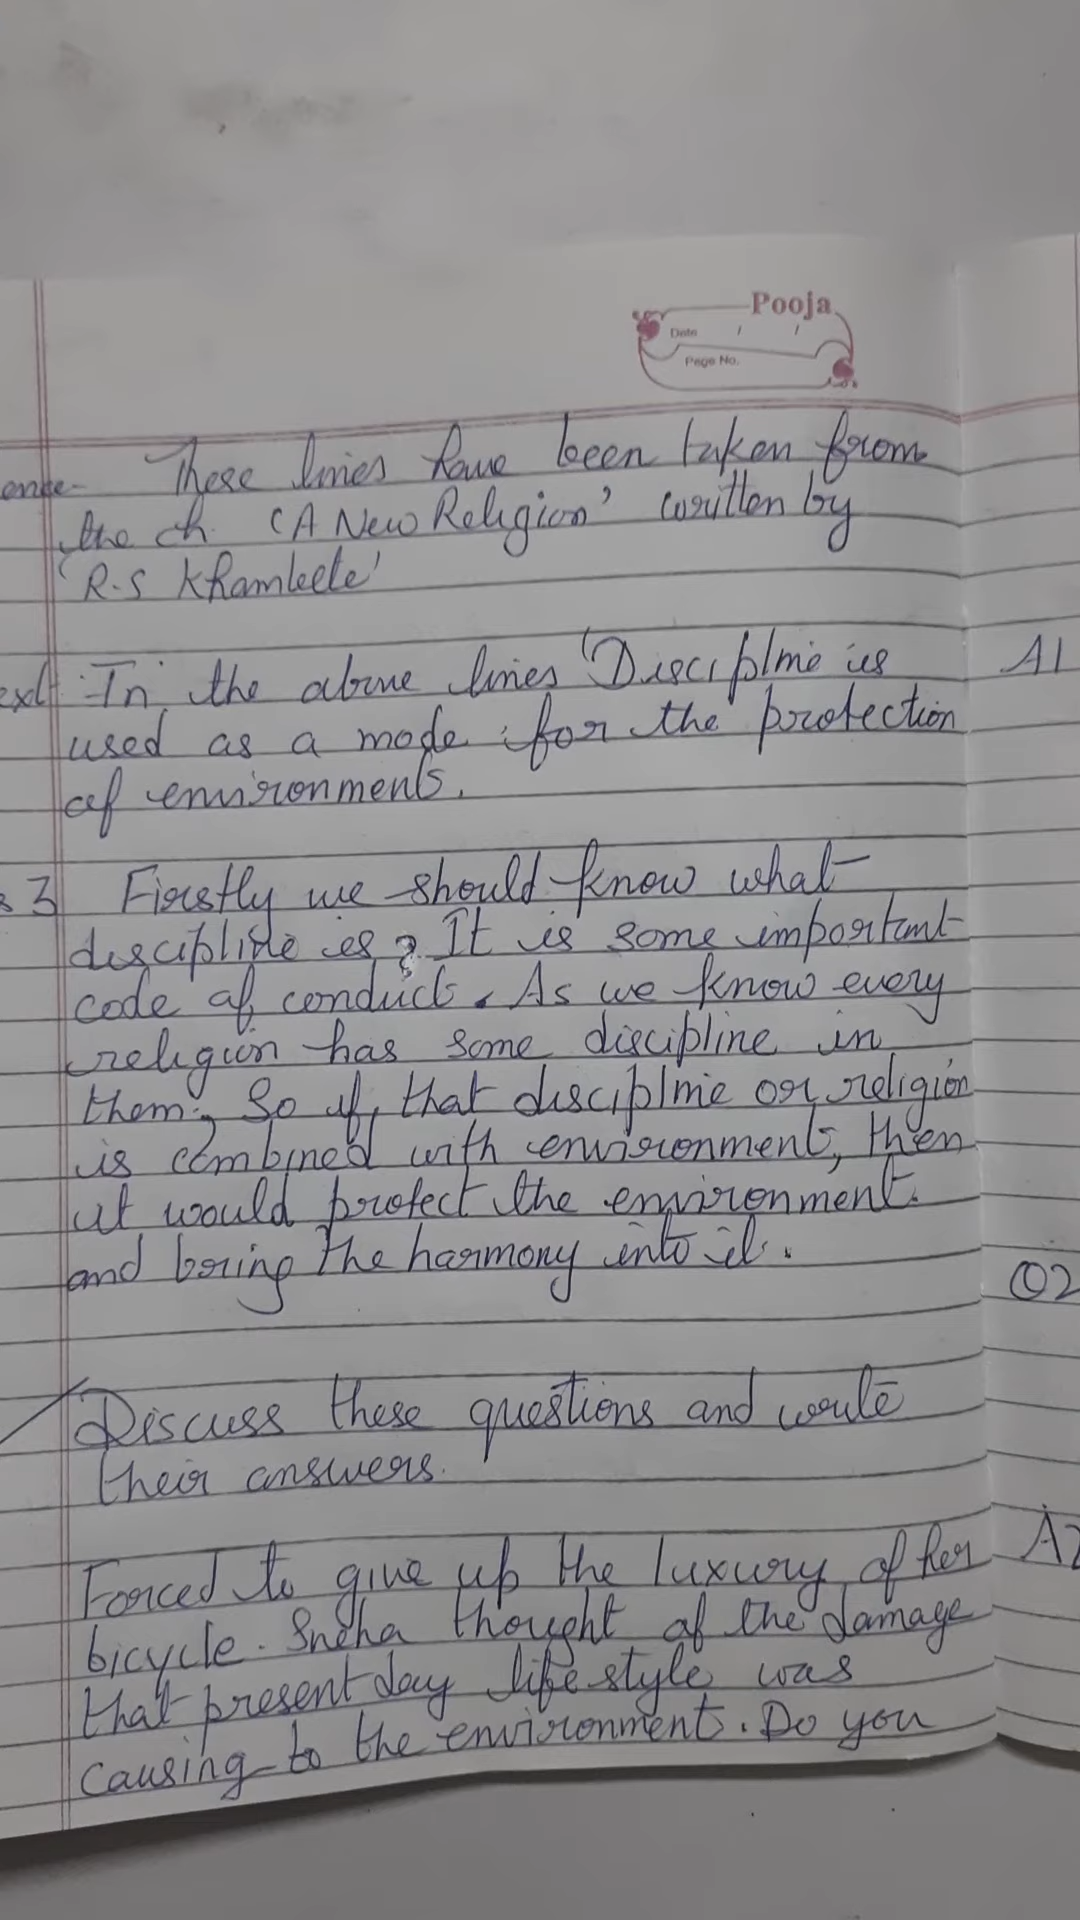 Pooja
Date / /
Page No.
These lines have been taken from
the ch. 'A New Religion' written by
'R.S Khamlete'
In the above lines 'Discipline is
used as a mode for the protection
of environments.
A1
3 Firstly we should know what
discipline is? It is some important
code of conduct. As we know every
religion has some discipline in
them. So if, that discipline or religion
is combined with environment, then
it would protect the environment.
and bring the harmony into it.
Q2
Discuss these questions and write
their answers.
Forced to give up the luxury of her
bicycle. Sneha thought of the damage
that present day life style was
causing to the environment. Do you